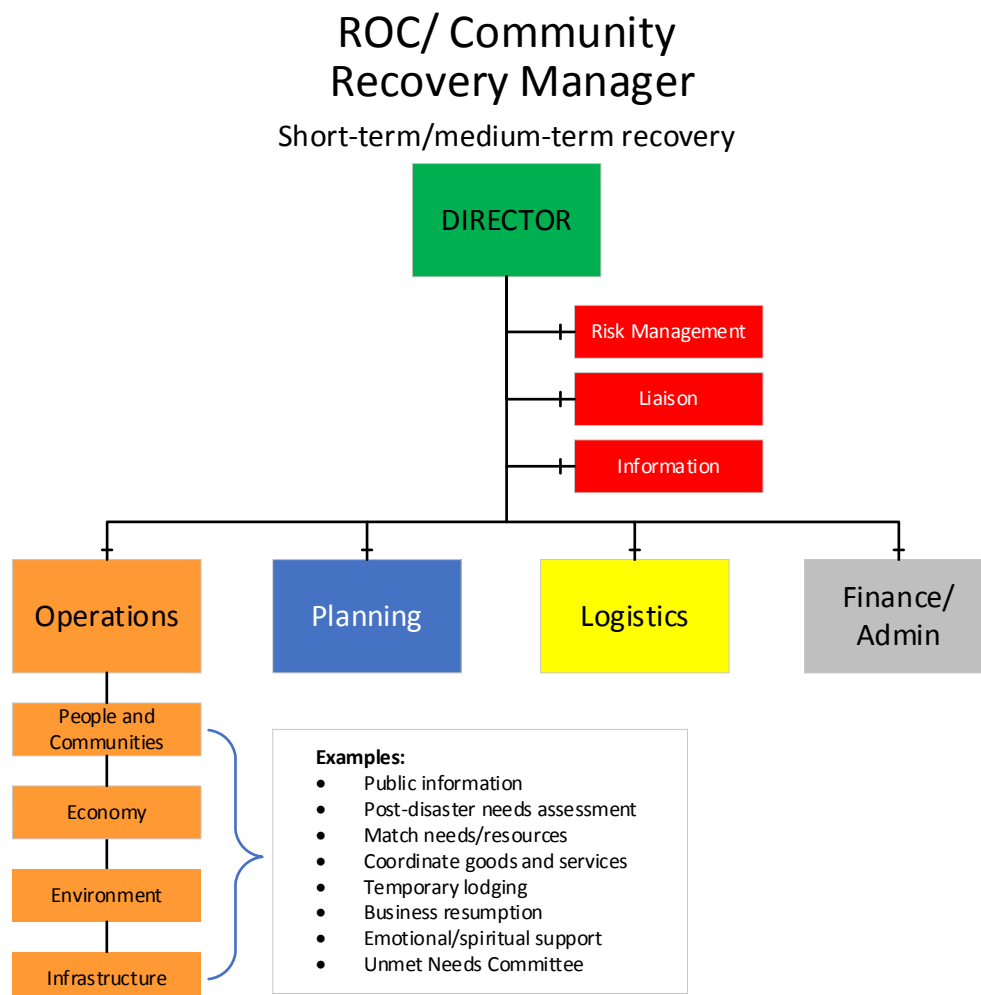 ROC/ Community
Recovery Manager
Short-term/medium-term recovery
DIRECTOR
Risk Management
Liaison
Information
Operations
Planning
Logistics
Finance/
Admin
People and
Communities
Economy
Environment
Infrastructure
Examples:
• Public information
• Post-disaster needs assessment
• Match needs/resources
• Coordinate goods and services
• Temporary lodging
• Business resumption
• Emotional/spiritual support
• Unmet Needs Committee